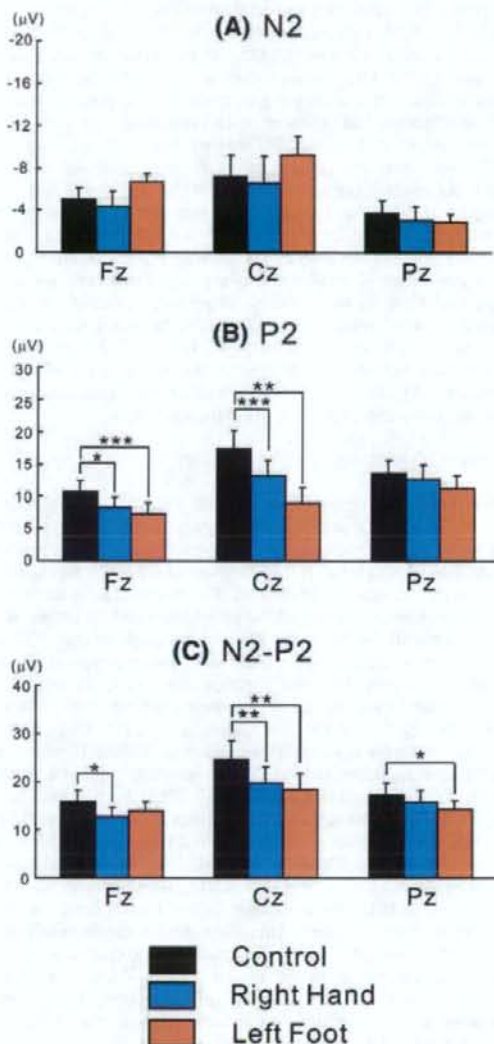 (A) N2
(μV)
-20
-16
-12
-8
-4
0
Fz Cz Pz
(B) P2
(μV)
30
25
20
15
10
5
0
***
*
**
***
Fz Cz Pz
(C) N2-P2
(μV)
40
30
20
10
0
*
**
**
*
Fz Cz Pz
Control
Right Hand
Left Foot